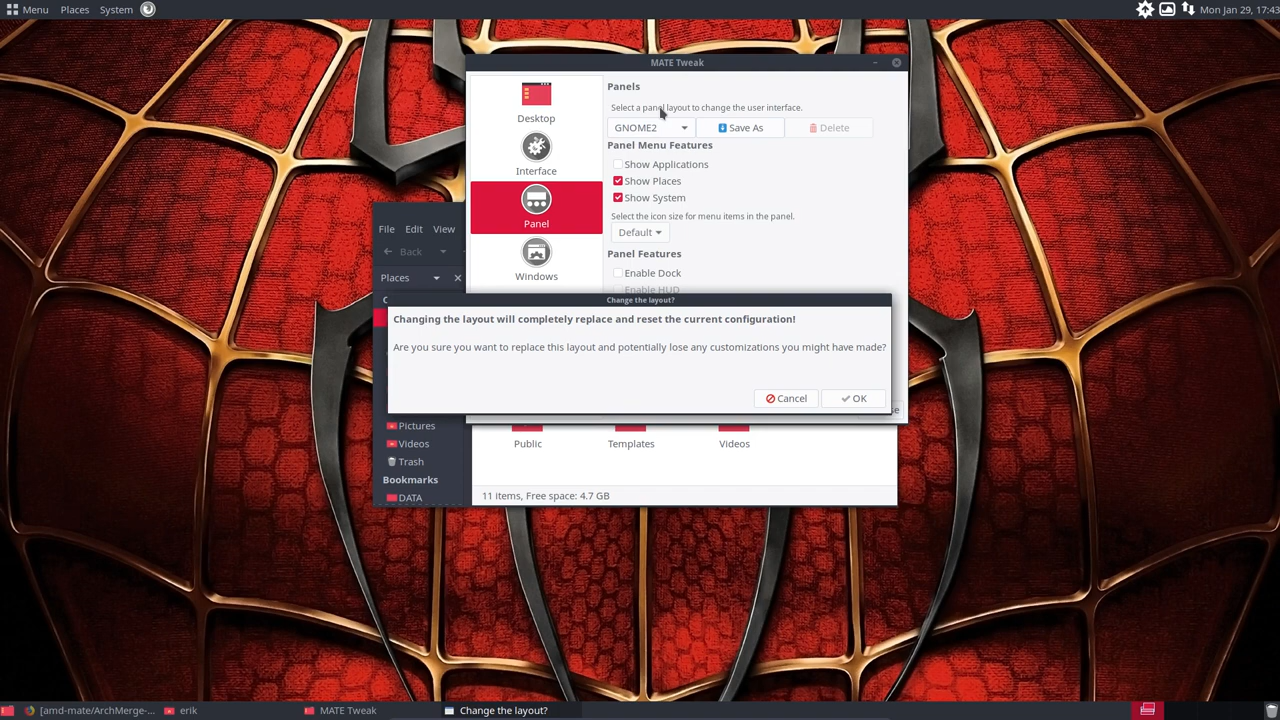 Menu Places System Mon Jan 29, 17:43
MATE Tweak
Desktop
Interface
Panel
Windows
Panels
Select a panel layout to change the user interface.
GNOME2 Save As Delete
Panel Menu Features
Show Applications
Show Places
Show System
Select the icon size for menu items in the panel.
Default
Panel Features
Enable Dock
Enable HUD
File Edit View
Back
Places
Change the layout?
Changing the layout will completely replace and reset the current configuration!
Are you sure you want to replace this layout and potentially lose any customizations you might have made?
Cancel OK
Pictures
Videos
Trash
Bookmarks
DATA
Public Templates Videos
11 items, Free space: 4.7 GB
[amd-mate/ArchMerge-... erik MATE Tweak Change the layout?